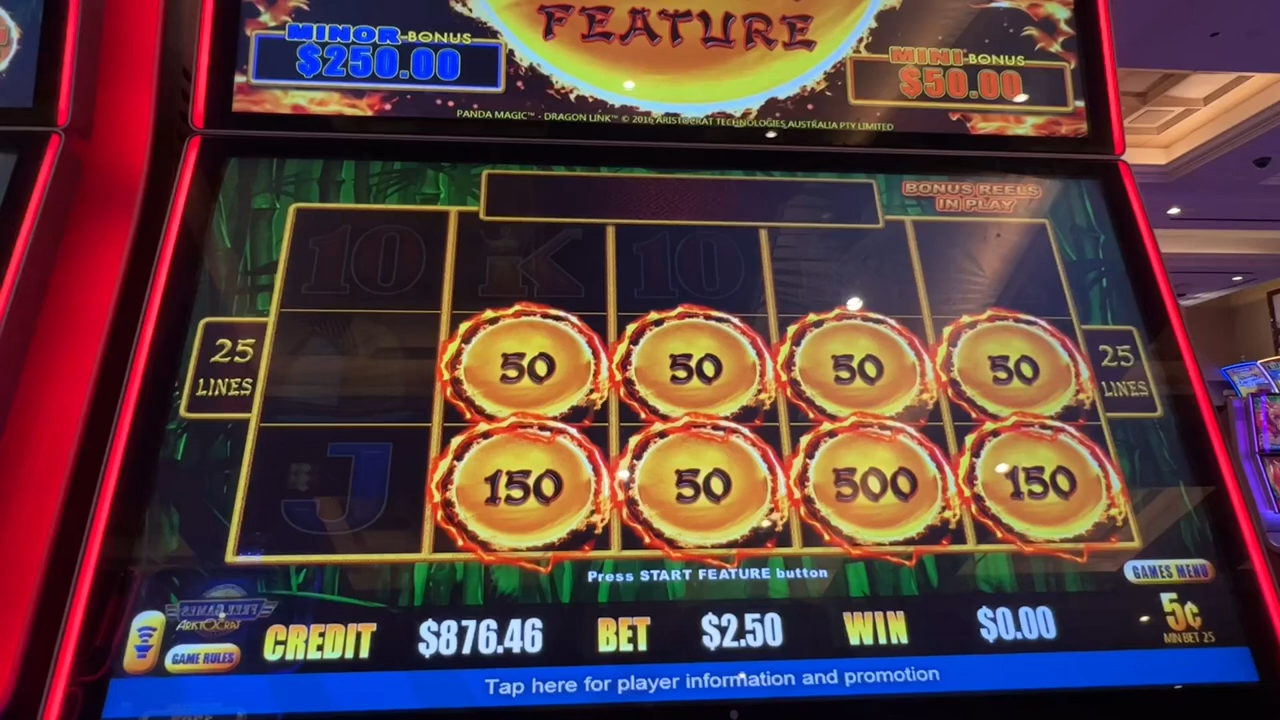 FEATURE
MINOR BONUS
$250.00
MINI BONUS
$50.00
PANDA MAGIC™ - DRAGON LINK™ © 2016 ARISTOCRAT TECHNOLOGIES AUSTRALIA PTY LIMITED
BONUS REELS
IN PLAY
10 K 10
25
LINES
50 50 50 50
25
LINES
J 150 50 500 150
Press START FEATURE button
GAMES MENU
ARISTOCRAT
GAME RULES
CREDIT $876.46 BET $2.50 WIN $0.00
5¢
MIN BET 25
Tap here for player information and promotion